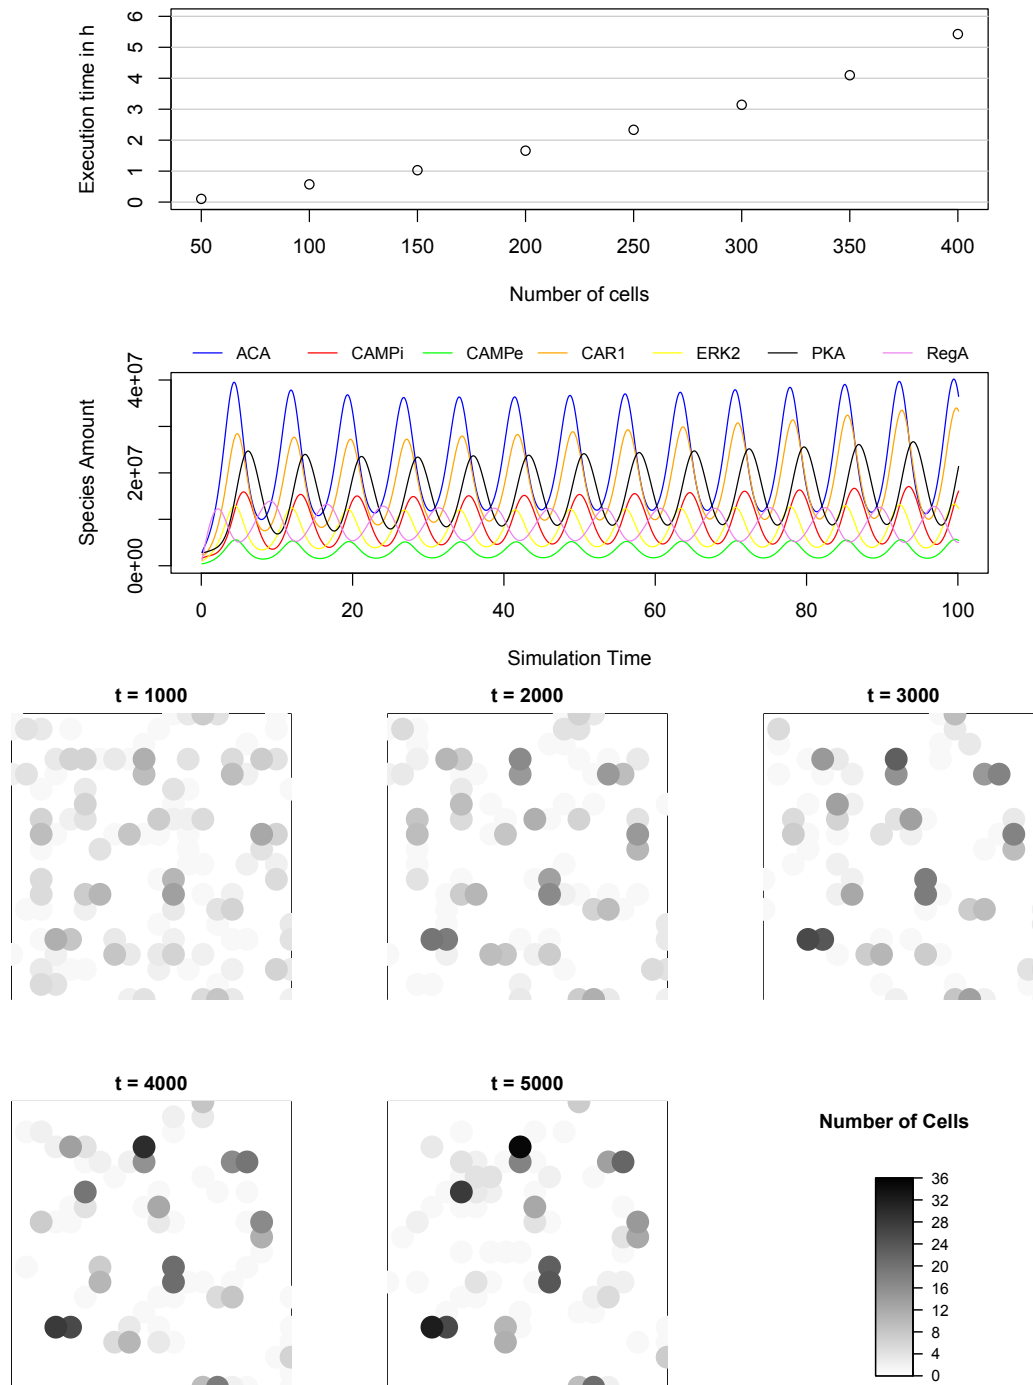 Execution time in h
6
5
4
3
2
1
0
50 100 150 200 250 300 350 400
Number of cells
ACA CAMPi CAMPe CAR1 ERK2 PKA RegA
Species Amount
4e+07
2e+07
0e+00
0 20 40 60 80 100
Simulation Time
t = 1000 t = 2000 t = 3000
t = 4000 t = 5000
Number of Cells
36
32
28
24
20
16
12
8
4
0